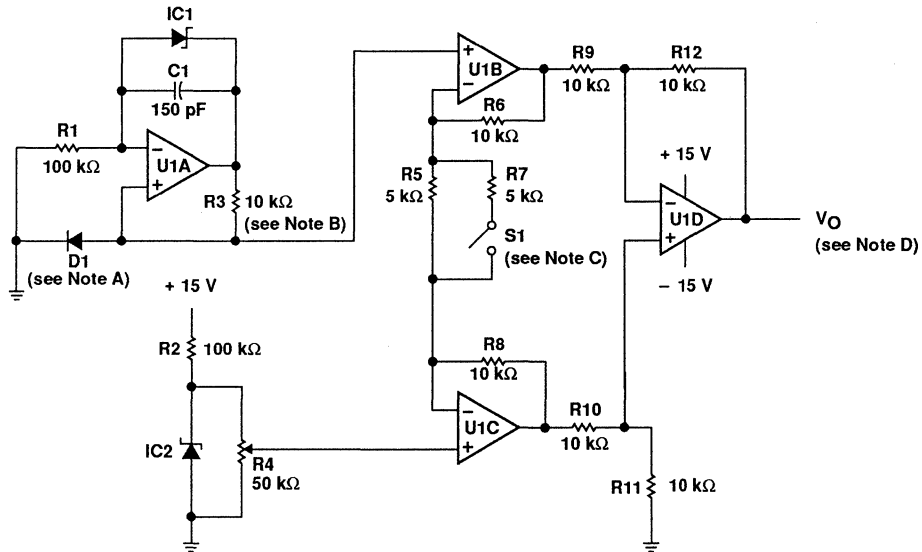 IC1
C1
150 pF
R1
100 kΩ
−
U1A
+
R3
10 kΩ
(see Note B)
D1
(see Note A)
+ 15 V
R2
100 kΩ
IC2
R4
50 kΩ
+
U1B
−
R6
10 kΩ
R5
5 kΩ
R7
5 kΩ
S1
(see Note C)
R8
10 kΩ
−
U1C
+
R9
10 kΩ
R12
10 kΩ
+ 15 V
−
U1D
+
− 15 V
VO
(see Note D)
R10
10 kΩ
R11
10 kΩ